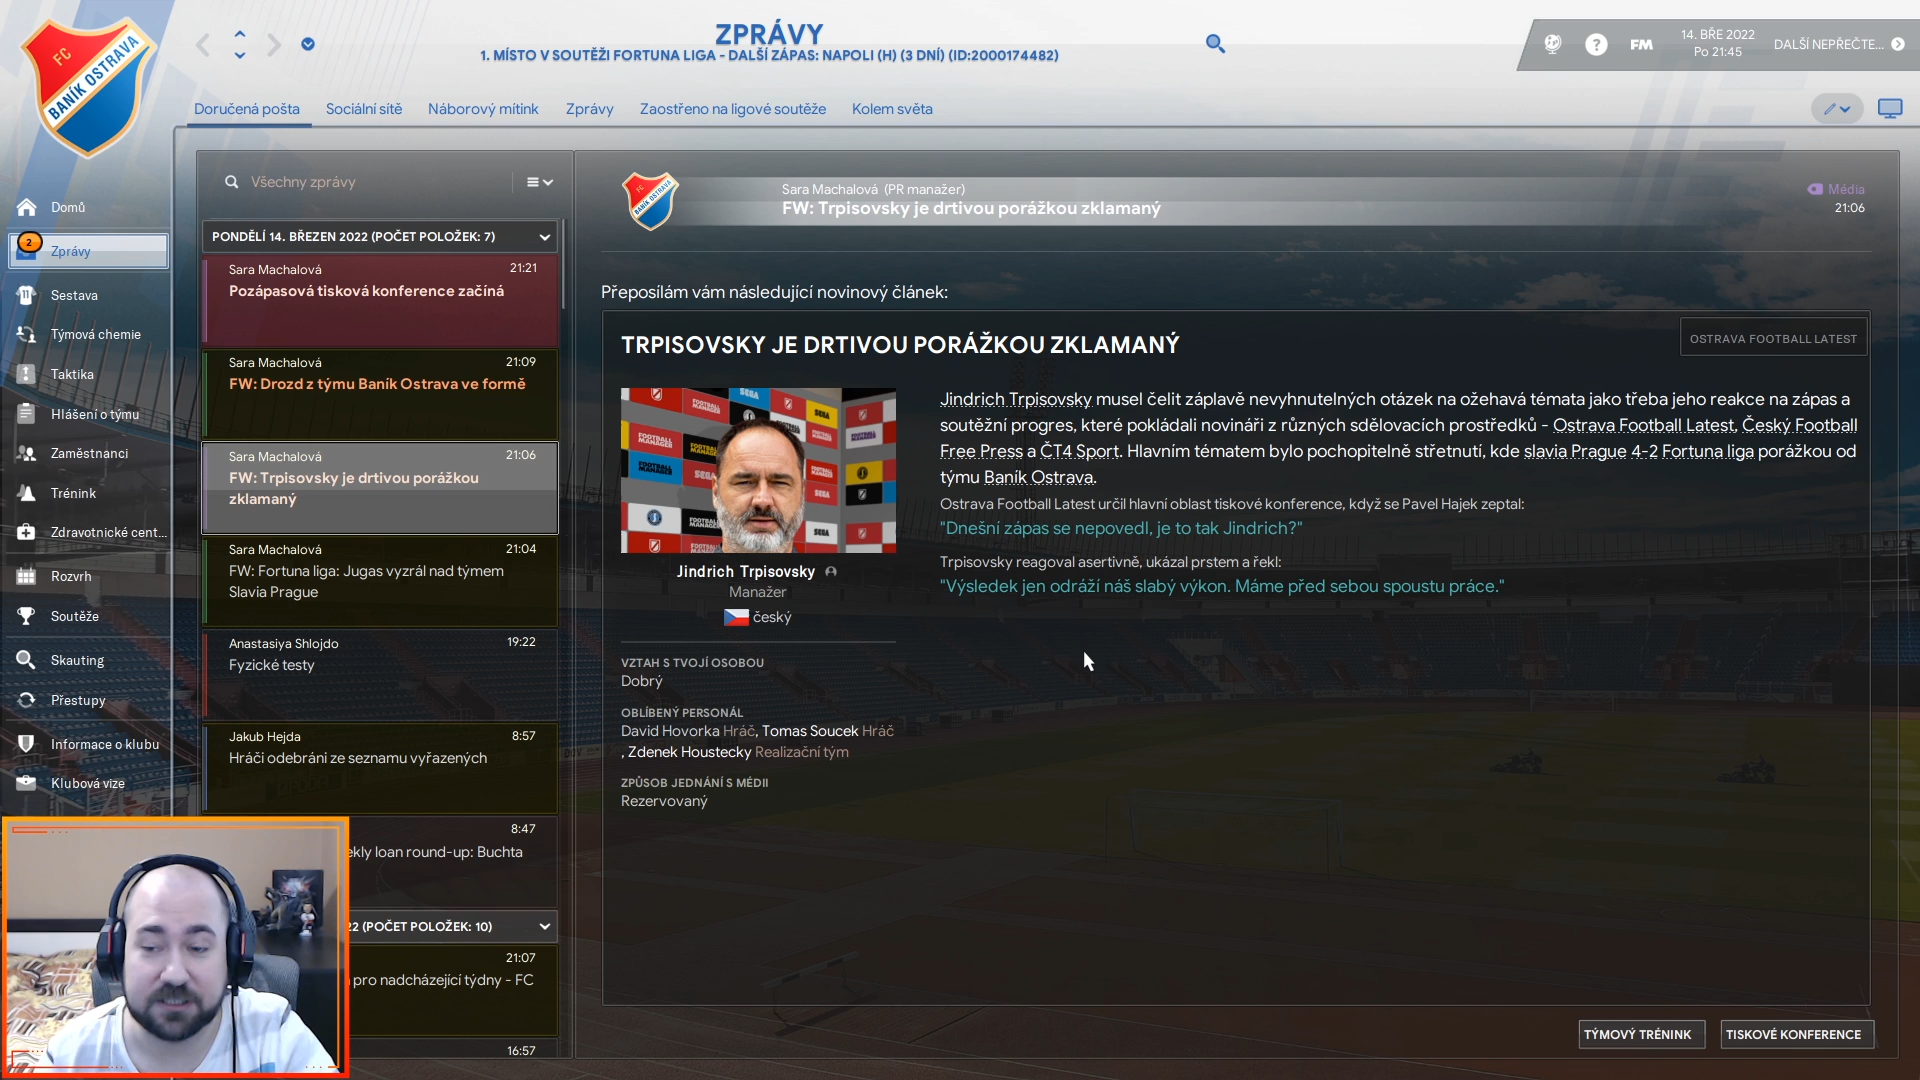 FC
BANÍK OSTRAVA
ZPRÁVY
1. MÍSTO V SOUTĚŽI FORTUNA LIGA - DALŠÍ ZÁPAS: NAPOLI (H) (3 DNÍ) (ID:2000174482)
?
FM
14. BŘE 2022
Po 21:45
DALŠÍ NEPŘEČTE...
Doručená pošta
Sociální sítě
Náborový mítink
Zprávy
Zaostřeno na ligové soutěže
Kolem světa
Domů
2
Zprávy
Sestava
Týmová chemie
Taktika
Hlášení o týmu
Zaměstnanci
Trénink
Zdravotnické cent...
Rozvrh
Soutěže
Skauting
Přestupy
Informace o klubu
Klubová vize
Všechny zprávy
PONDĚLÍ 14. BŘEZEN 2022 (POČET POLOŽEK: 7)
Sara Machalová 21:21
Pozápasová tisková konference začíná
Sara Machalová 21:09
FW: Drozd z týmu Baník Ostrava ve formě
Sara Machalová 21:06
FW: Trpisovsky je drtivou porážkou
zklamaný
Sara Machalová 21:04
FW: Fortuna liga: Jugas vyzrál nad týmem
Slavia Prague
Anastasiya Shlojdo 19:22
Fyzické testy
Jakub Hejda 8:57
Hráči odebráni ze seznamu vyřazených
8:47
ekly loan round-up: Buchta
22 (POČET POLOŽEK: 10)
21:07
pro nadcházející týdny - FC
16:57
FC
BANÍK OSTRAVA
Sara Machalová (PR manažer)
FW: Trpisovsky je drtivou porážkou zklamaný
Média
21:06
Přeposílám vám následující novinový článek:
TRPISOVSKY JE DRTIVOU PORÁŽKOU ZKLAMANÝ
OSTRAVA FOOTBALL LATEST
Jindrich Trpisovsky
Manažer
český
VZTAH S TVOJÍ OSOBOU
Dobrý
OBLÍBENÝ PERSONÁL
David Hovorka Hráč, Tomas Soucek Hráč
, Zdenek Houstecky Realizační tým
ZPŮSOB JEDNÁNÍ S MÉDII
Rezervovaný
Jindrich Trpisovsky musel čelit záplavě nevyhnutelných otázek na ožehavá témata jako třeba jeho reakce na zápas a
soutěžní progres, které pokládali novináři z různých sdělovacích prostředků - Ostrava Football Latest, Český Football
Free Press a ČT4 Sport. Hlavním tématem bylo pochopitelně střetnutí, kde slavia Prague 4-2 Fortuna liga porážkou od
týmu Baník Ostrava.
Ostrava Football Latest určil hlavní oblast tiskové konference, když se Pavel Hajek zeptal:
"Dnešní zápas se nepovedl, je to tak Jindrich?"
Trpisovsky reagoval asertivně, ukázal prstem a řekl:
"Výsledek jen odráží náš slabý výkon. Máme před sebou spoustu práce."
TÝMOVÝ TRÉNINK
TISKOVÉ KONFERENCE